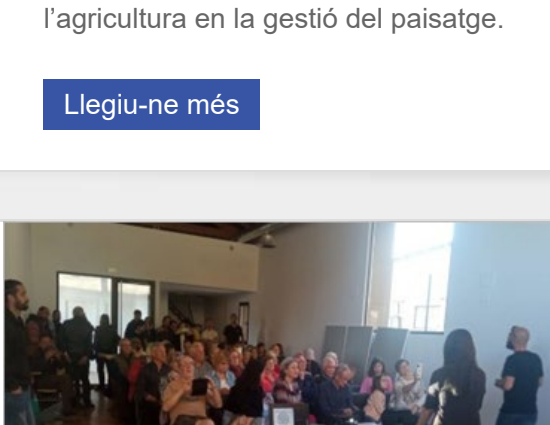 l’agricultura en la gestió del paisatge.
Llegiu-ne més